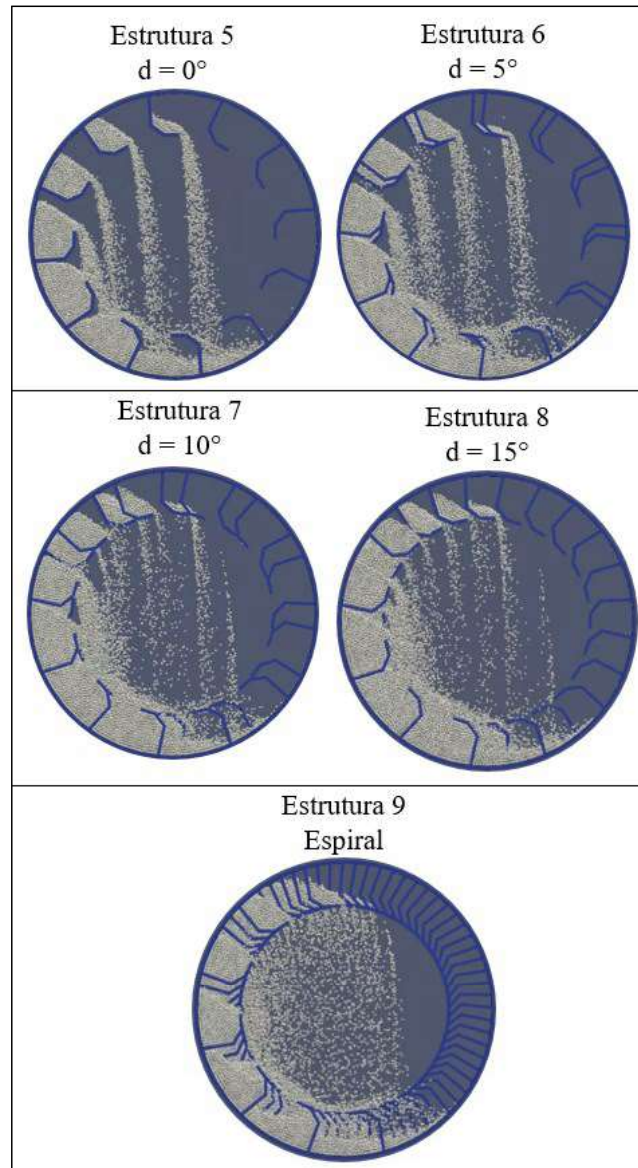 Estrutura 5
d = 0°
Estrutura 6
d = 5°
Estrutura 7
d = 10°
Estrutura 8
d = 15°
Estrutura 9
Espiral